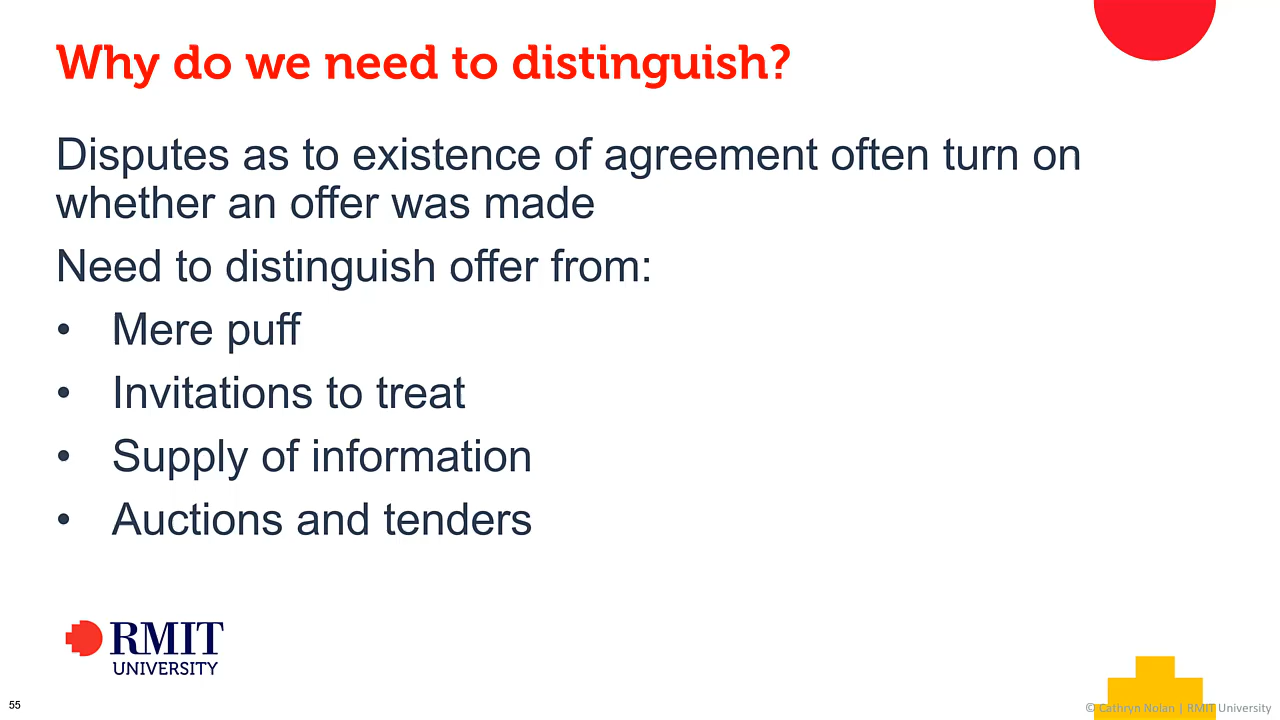 Why do we need to distinguish?
Disputes as to existence of agreement often turn on
whether an offer was made
Need to distinguish offer from:
• Mere puff
• Invitations to treat
• Supply of information
• Auctions and tenders
RMIT
UNIVERSITY
55
© Cathryn Nolan | RMIT University